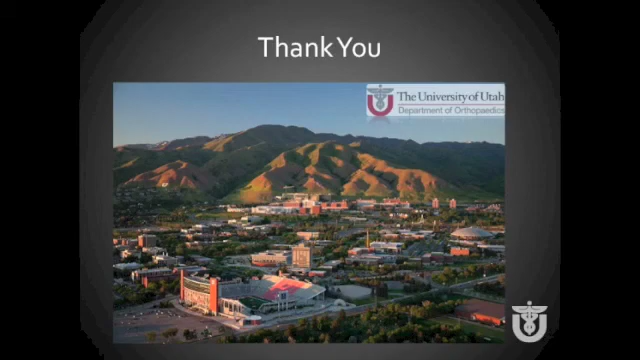 Thank You
The University of Utah
Department of Orthopaedics